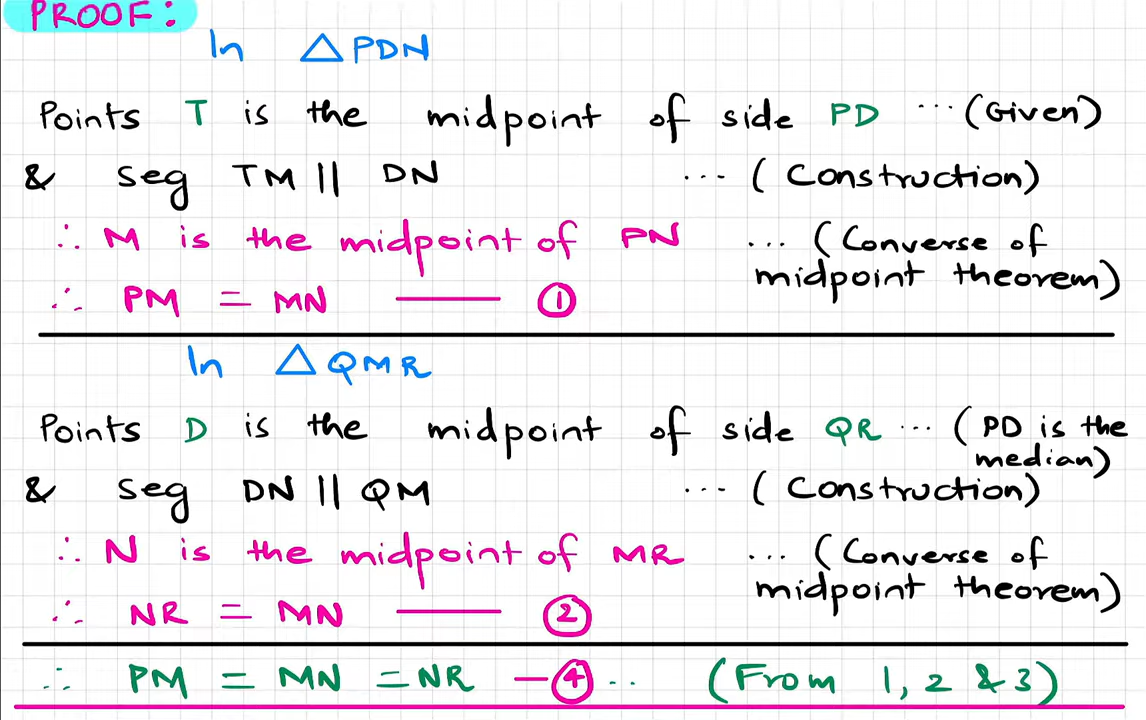 PROOF:
In △PDN
Points T is the midpoint of side PD ... (Given)
& seg TM || DN ... (Construction)
∴ M is the midpoint of PN ... (Converse of midpoint theorem)
∴ PM = MN —— ①
In △QMR
Points D is the midpoint of side QR ... (PD is the median)
& seg DN || QM ... (Construction)
∴ N is the midpoint of MR ... (Converse of midpoint theorem)
∴ NR = MN —— ②
∴ PM = MN = NR —④.. (From 1, 2 & 3)